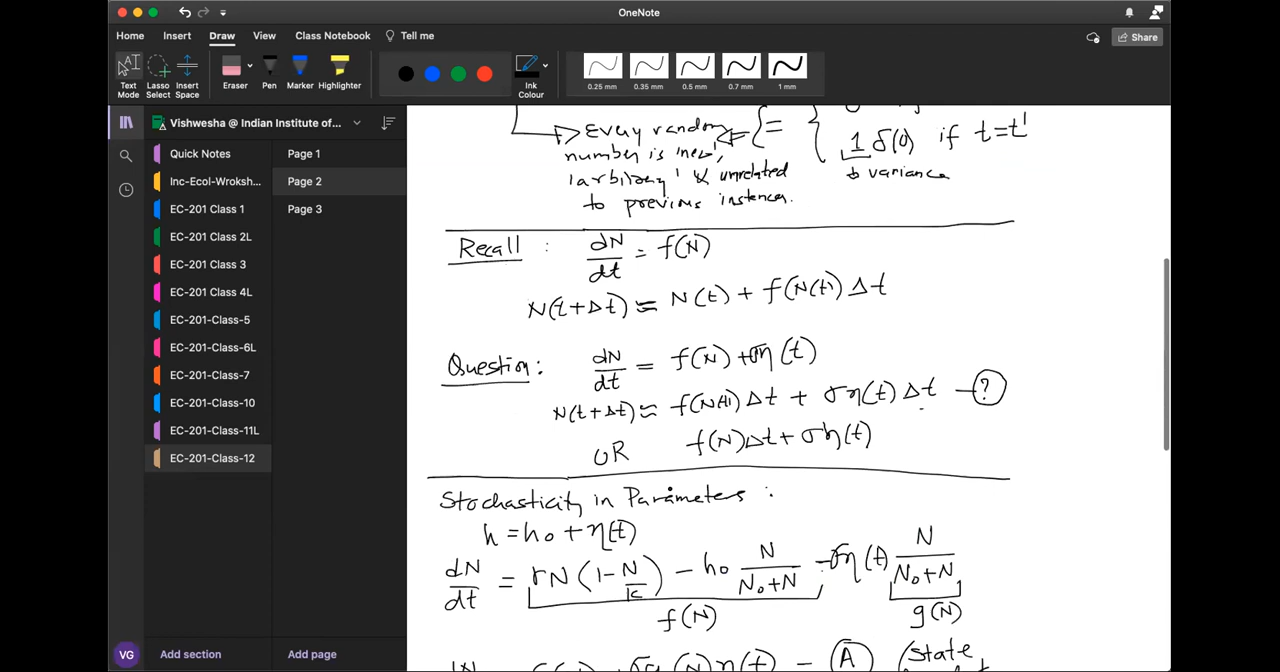 OneNote
Home Insert Draw View Class Notebook Tell me
Share
Text Mode
Lasso Select
Insert Space
Eraser
Pen
Marker
Highlighter
Ink Colour
0.25 mm 0.35 mm 0.5 mm 0.7 mm 1 mm
Vishwesha @ Indian Institute of...
Quick Notes
Inc-Ecol-Wroksh...
EC-201 Class 1
EC-201 Class 2L
EC-201 Class 3
EC-201 Class 4L
EC-201-Class-5
EC-201-Class-6L
EC-201-Class-7
EC-201-Class-10
EC-201-Class-11L
EC-201-Class-12
Page 1
Page 2
Page 3
VG Add section Add page
Every random
number is 'new',
'arbitrary' & unrelated
to previous instances.
= { 1 δ(0) if t=t'
↳ variance
Recall : dN/dt = f(N)
N(t+Δt) ≈ N(t) + f(N(t)) Δt
Question: dN/dt = f(N) + ση(t)
N(t+Δt) ≈ f(N(t)) Δt + ση(t) Δt - ?
OR f(N)Δt + ση(t)
Stochasticity in Parameters :
h = h₀ + η(t)
dN/dt = rN (1 - N/K) - h₀ N/(N₀+N) - ση(t) N/(N₀+N)
f(N) g(N)
A (state